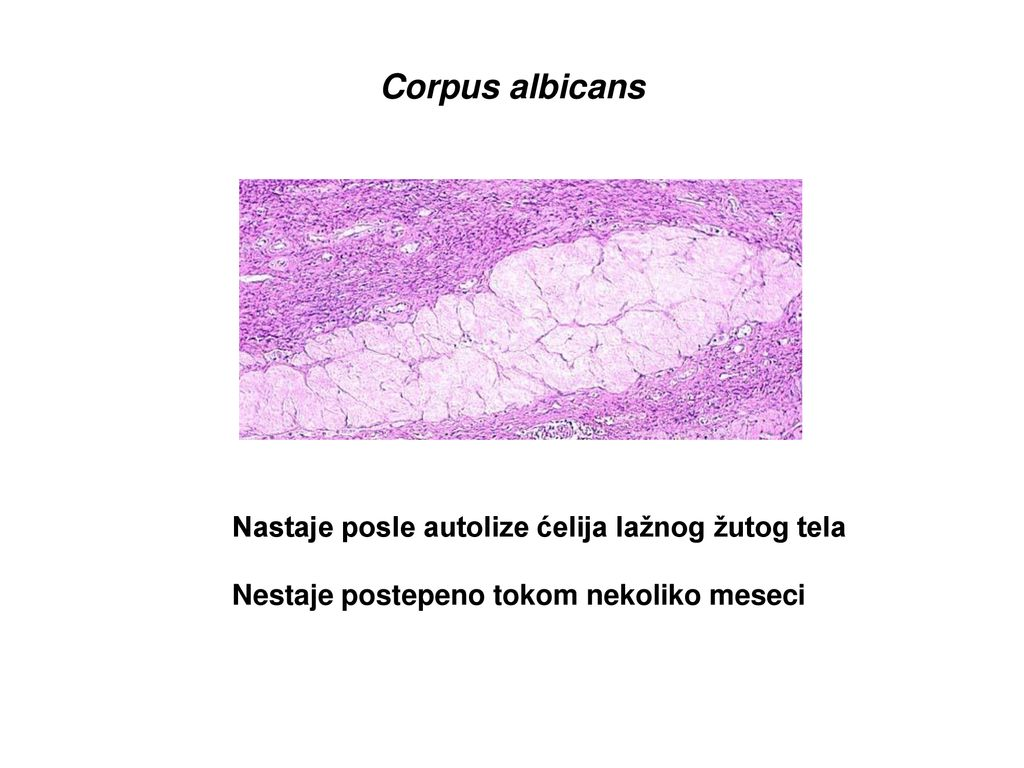 Corpus albicans
Nastaje posle autolize ćelija lažnog žutog tela
Nestaje postepeno tokom nekoliko meseci